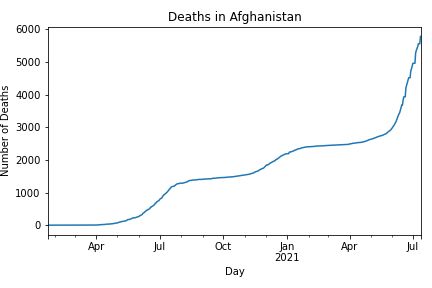 Deaths in Afghanistan
Number of Deaths
6000
5000
4000
3000
2000
1000
0
Apr
Jul
Oct
Jan
2021
Apr
Jul
Day